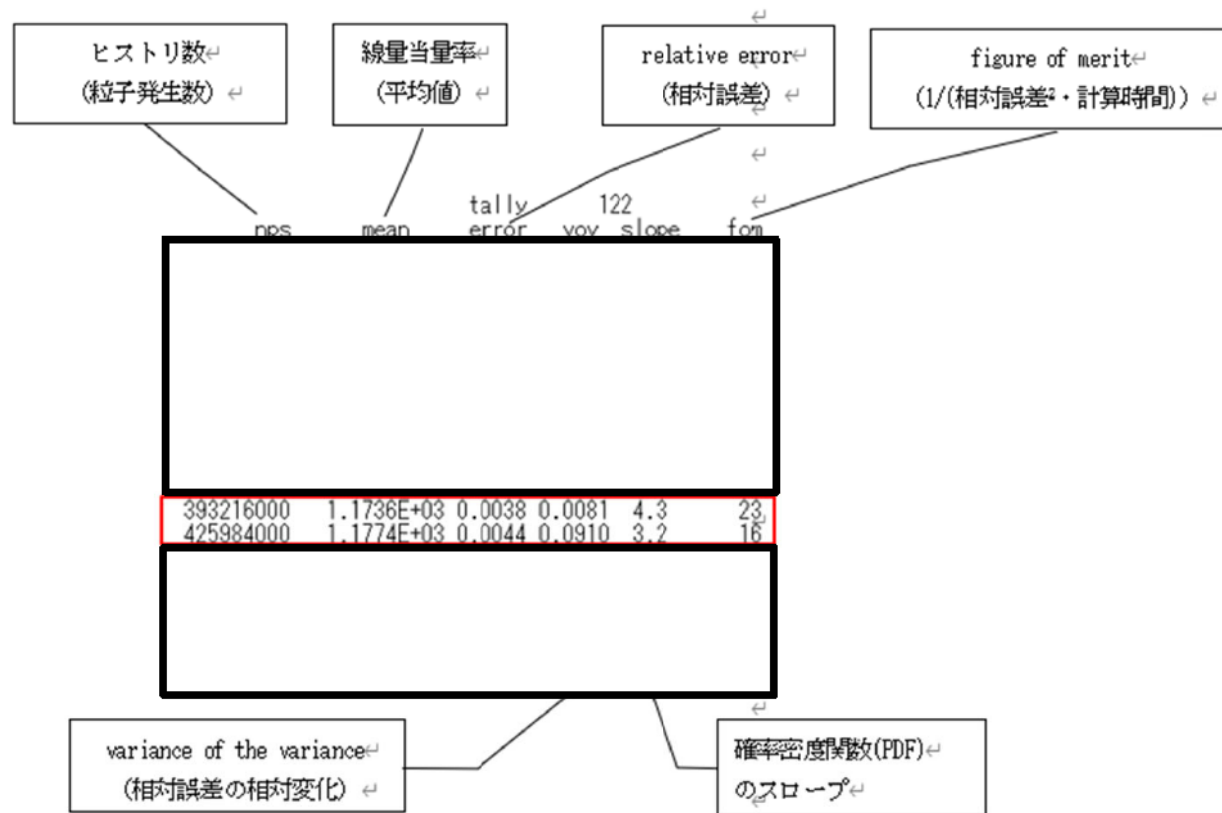 ヒストリ数↵
(粒子発生数) ↵
線量当量率↵
(平均値) ↵
relative error↵
(相対誤差) ↵
figure of merit↵
(1/(相対誤差²・計算時間)) ↵
tally 122
nps mean error vov slope fom
393216000 1.1736E+03 0.0038 0.0081 4.3 23
425984000 1.1774E+03 0.0044 0.0910 3.2 16
variance of the variance↵
(相対誤差の相対変化) ↵
確率密度関数(PDF)↵
のスロープ↵